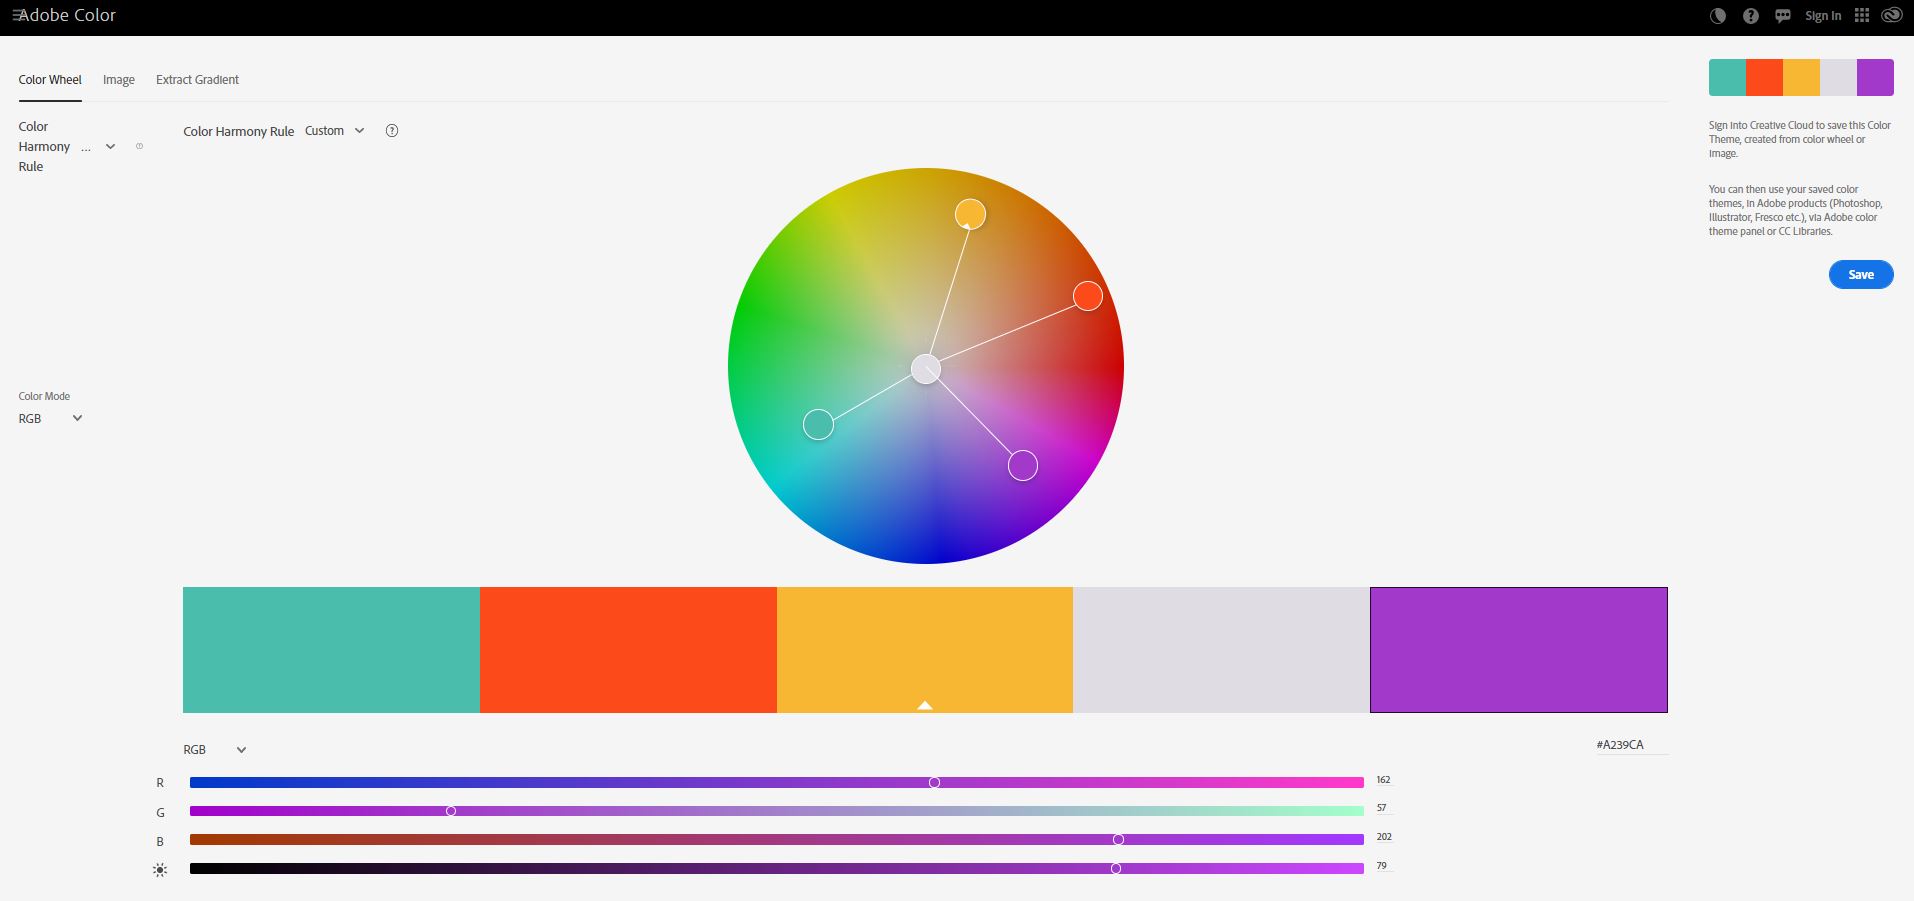 Adobe Color
Sign In
Color Wheel
Image
Extract Gradient
Color
Harmony ...
Rule
Color Harmony Rule Custom
Sign into Creative Cloud to save this Color
Theme, created from color wheel or
Image.
You can then use your saved color
themes, in Adobe products (Photoshop,
Illustrator, Fresco etc.), via Adobe color
theme panel or CC Libraries.
Save
Color Mode
RGB
RGB
#A239CA
R 162
G 57
B 202
79